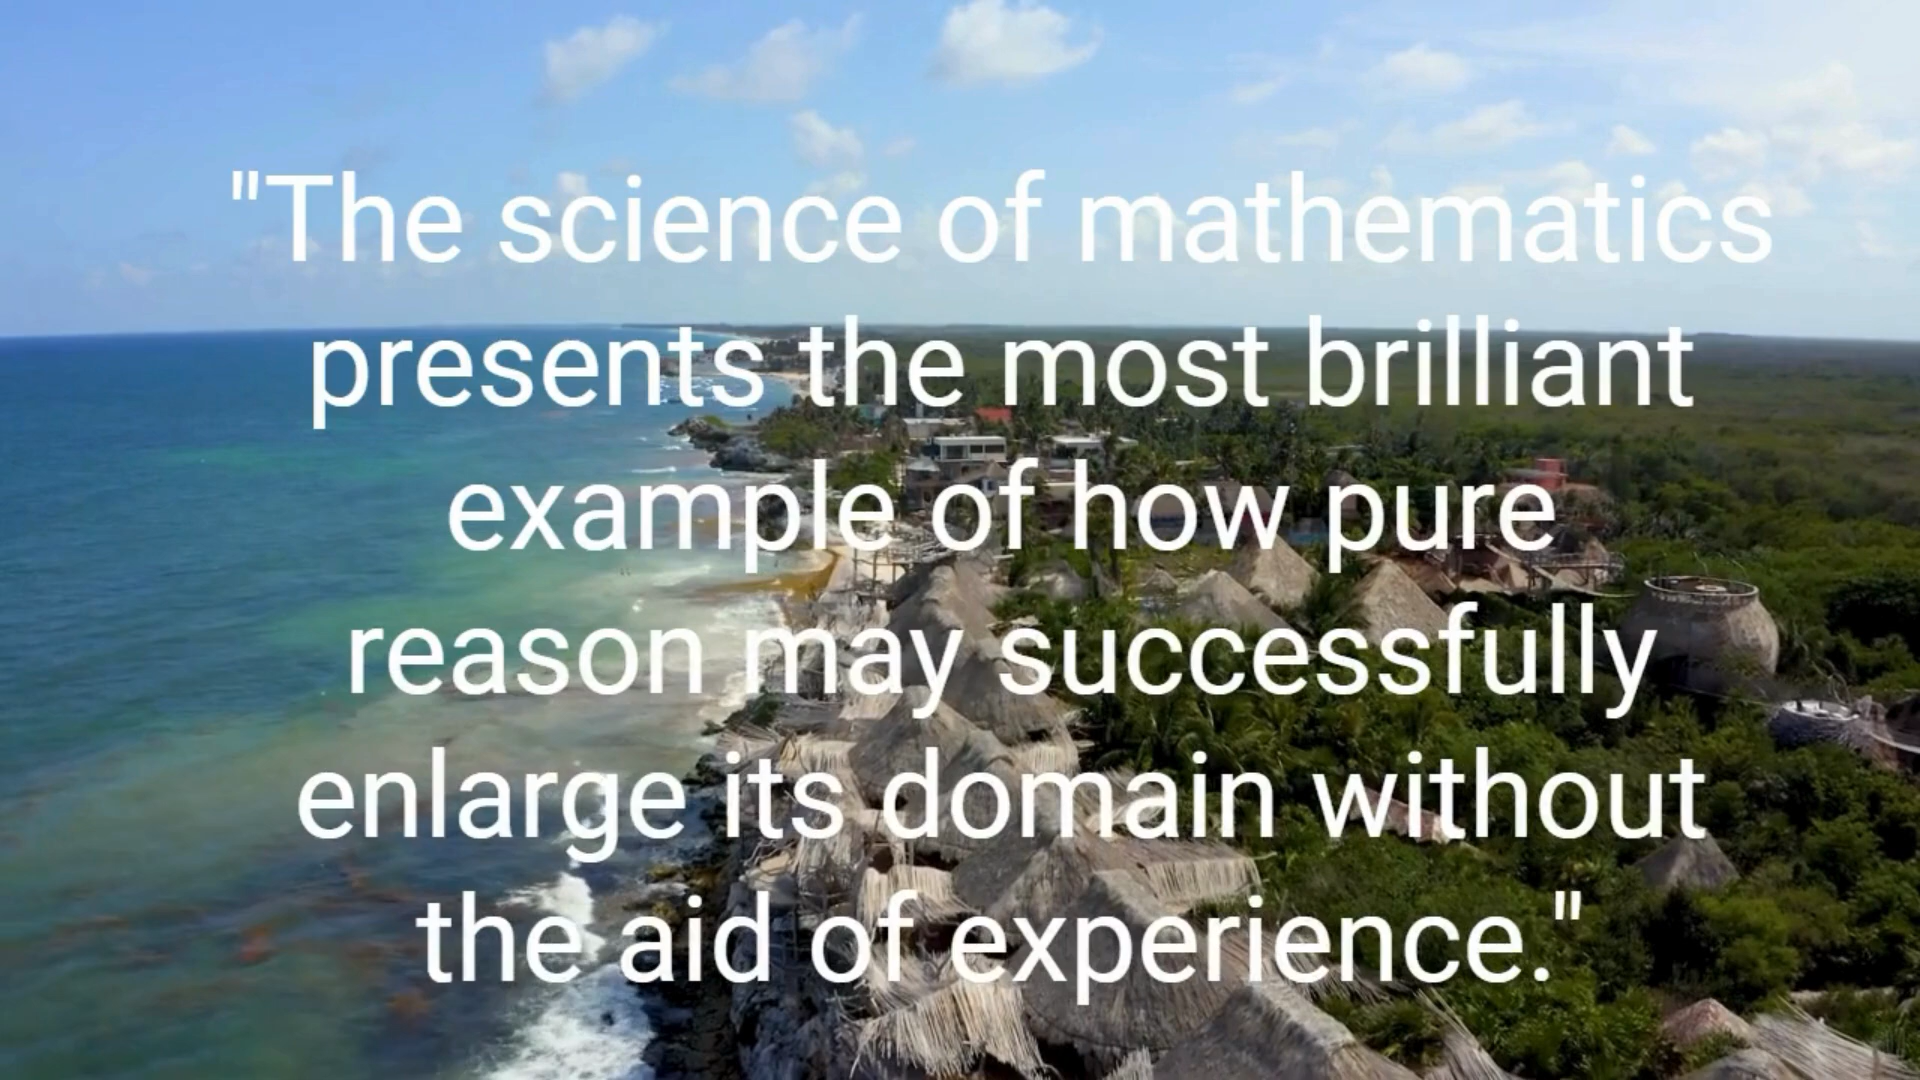 "The science of mathematics
presents the most brilliant
example of how pure
reason may successfully
enlarge its domain without
the aid of experience."